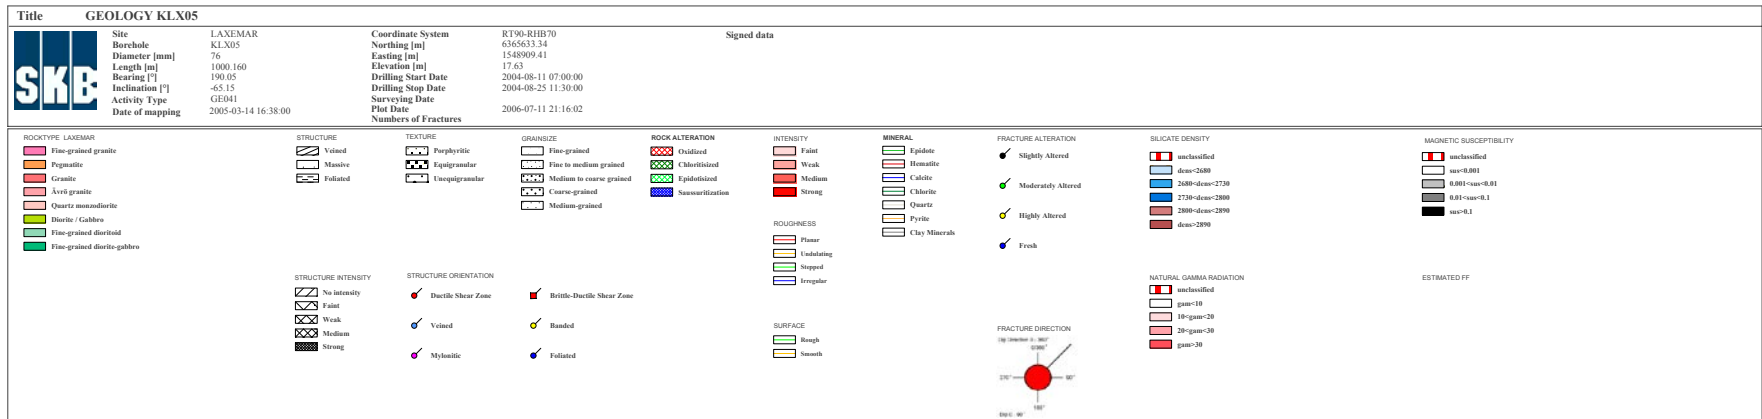 Title GEOLOGY KLX05
SKB
Site LAXEMAR
Borehole KLX05
Diameter [mm] 76
Length [m] 1000.160
Bearing [°] 190.05
Inclination [°] -65.15
Activity Type GE041
Date of mapping 2005-03-14 16:38:00
Coordinate System RT90-RHB70
Northing [m] 6365633.34
Easting [m] 1548909.41
Elevation [m] 17.63
Drilling Start Date 2004-08-11 07:00:00
Drilling Stop Date 2004-08-25 11:30:00
Surveying Date
Plot Date 2006-07-11 21:16:02
Numbers of Fractures
Signed data
ROCKTYPE LAXEMAR
Fine-grained granite
Pegmatite
Granite
Ävrö granite
Quartz monzodiorite
Diorite / Gabbro
Fine-grained dioritoid
Fine-grained diorite-gabbro
STRUCTURE
Veined
Massive
Foliated
TEXTURE
Porphyritic
Equigranular
Unequigranular
GRAINSIZE
Fine-grained
Fine to medium grained
Medium to coarse grained
Coarse-grained
Medium-grained
ROCK ALTERATION
Oxidized
Chloritisized
Epidotisized
Saussuritization
INTENSITY
Faint
Weak
Medium
Strong
MINERAL
Epidote
Hematite
Calcite
Chlorite
Quartz
Pyrite
Clay Minerals
FRACTURE ALTERATION
Slightly Altered
Moderately Altered
Highly Altered
Fresh
SILICATE DENSITY
unclassified
dens<2680
2680<dens<2730
2730<dens<2800
2800<dens<2890
dens>2890
MAGNETIC SUSCEPTIBILITY
unclassified
sus<0.001
0.001<sus<0.01
0.01<sus<0.1
sus>0.1
ROUGHNESS
Planar
Undulating
Stepped
Irregular
STRUCTURE INTENSITY
No intensity
Faint
Weak
Medium
Strong
STRUCTURE ORIENTATION
Ductile Shear Zone
Brittle-Ductile Shear Zone
Veined
Banded
Mylonitic
Foliated
SURFACE
Rough
Smooth
NATURAL GAMMA RADIATION
unclassified
gam<10
10<gam<20
20<gam<30
gam>30
ESTIMATED FF
FRACTURE DIRECTION
0/360°
270°
90°
180°